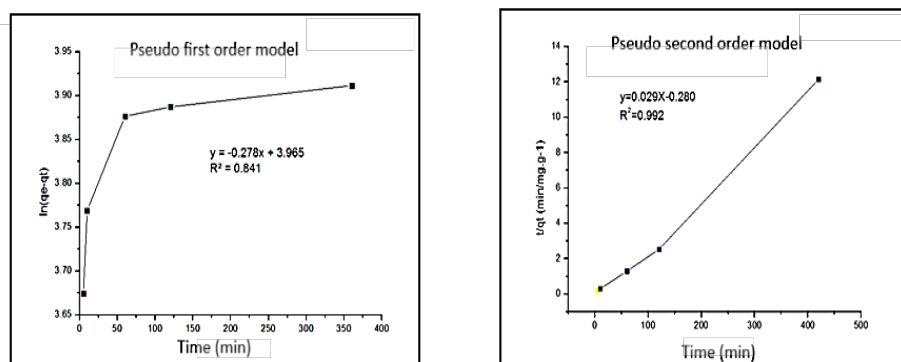 Pseudo first order model
3.95
3.90
3.85
3.80
3.75
3.70
3.65
ln(qe-qt)
y = -0.278x + 3.965
R² = 0.841
0 50 100 150 200 250 300 350 400
Time (min)
Pseudo second order model
14
12
10
8
6
4
2
0
t/qt (min/mg.g-1)
y=0.029X-0.280
R²=0.992
0 100 200 300 400 500
Time (min)